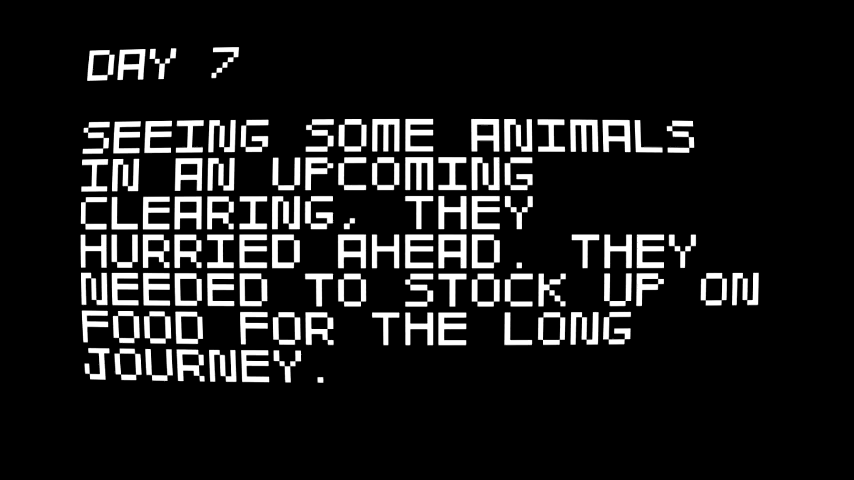 DAY 7
SEEING SOME ANIMALS
IN AN UPCOMING
CLEARING, THEY
HURRIED AHEAD. THEY
NEEDED TO STOCK UP ON
FOOD FOR THE LONG
JOURNEY.